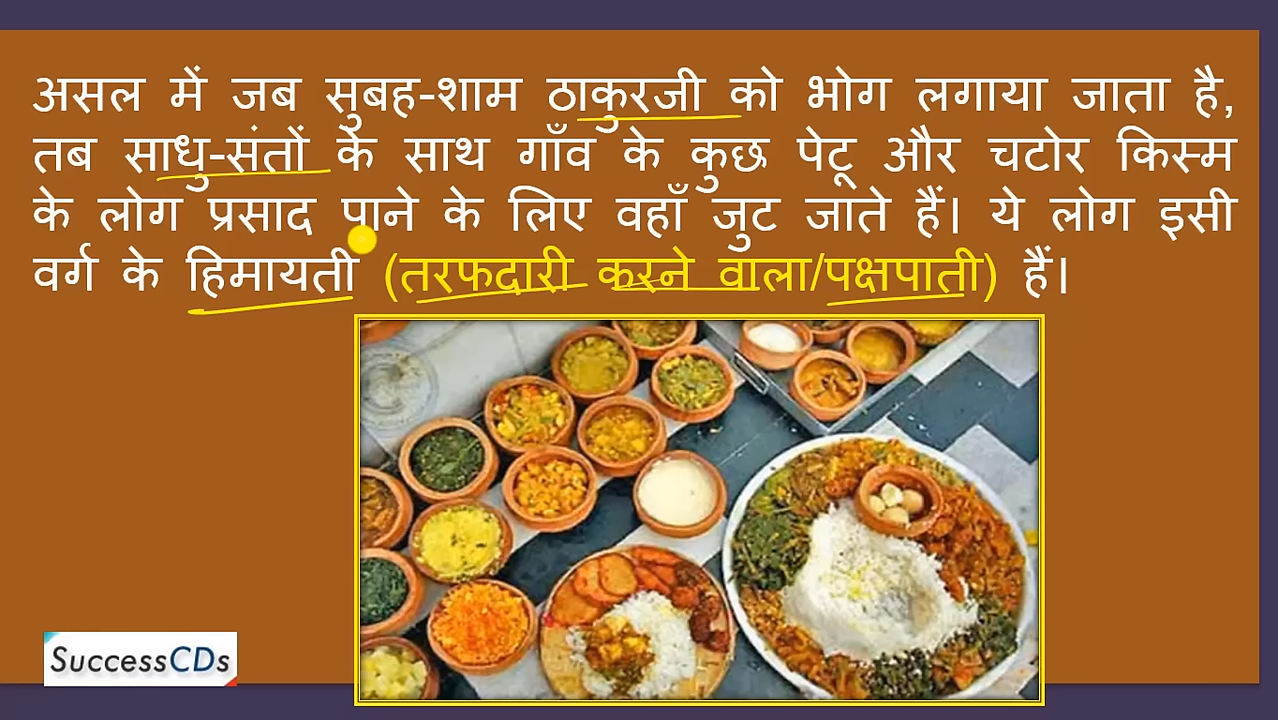 असल में जब सुबह-शाम ठाकुरजी को भोग लगाया जाता है,
तब साधु-संतों के साथ गाँव के कुछ पेटू और चटोर किस्म
के लोग प्रसाद पाने के लिए वहाँ जुट जाते हैं। ये लोग इसी
वर्ग के हिमायती (तरफदारी करने वाला/पक्षपाती) हैं।
SuccessCDs